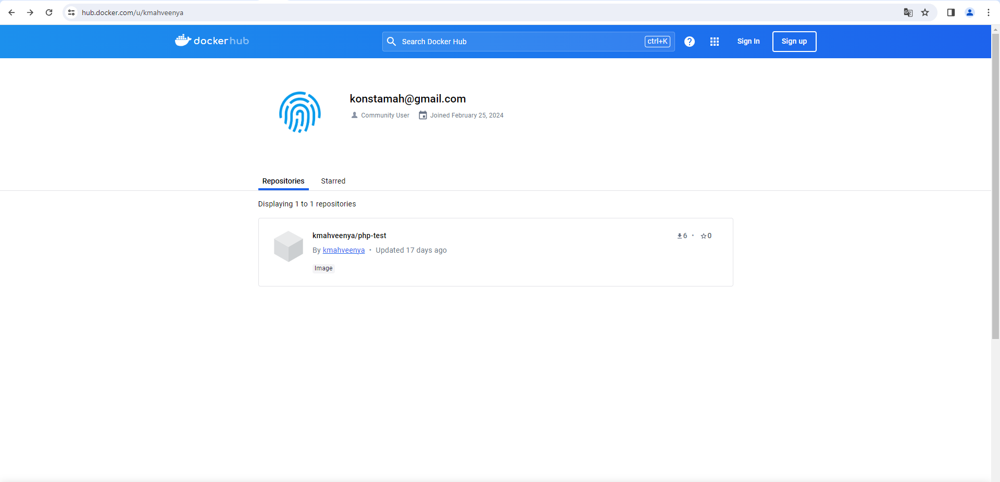 hub.docker.com/u/kmahveenya
dockerhub
Search Docker Hub
ctrl+K
?
Sign In
Sign up
konstamah@gmail.com
Community User
Joined February 25, 2024
Repositories
Starred
Displaying 1 to 1 repositories
kmahveenya/php-test
6 • 0
By kmahveenya • Updated 17 days ago
Image